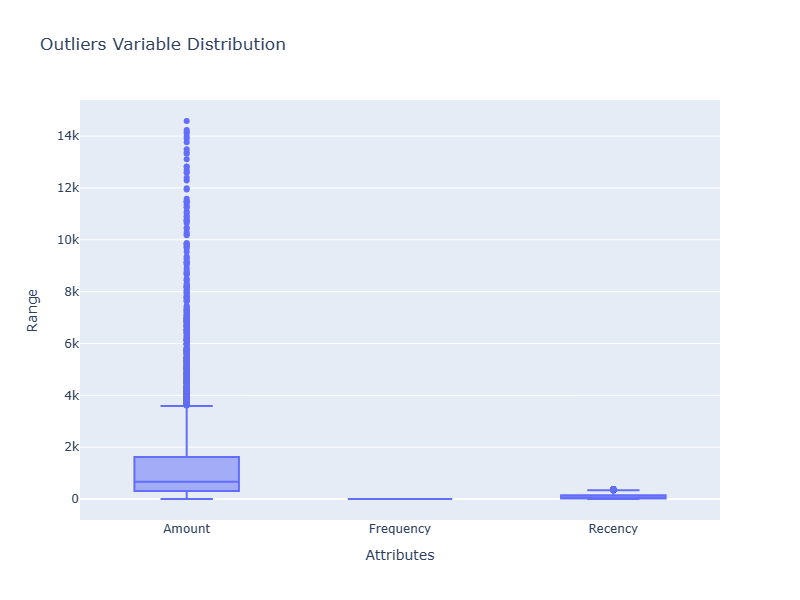 Outliers Variable Distribution
14k
12k
10k
8k
6k
4k
2k
0
Range
Amount
Frequency
Recency
Attributes